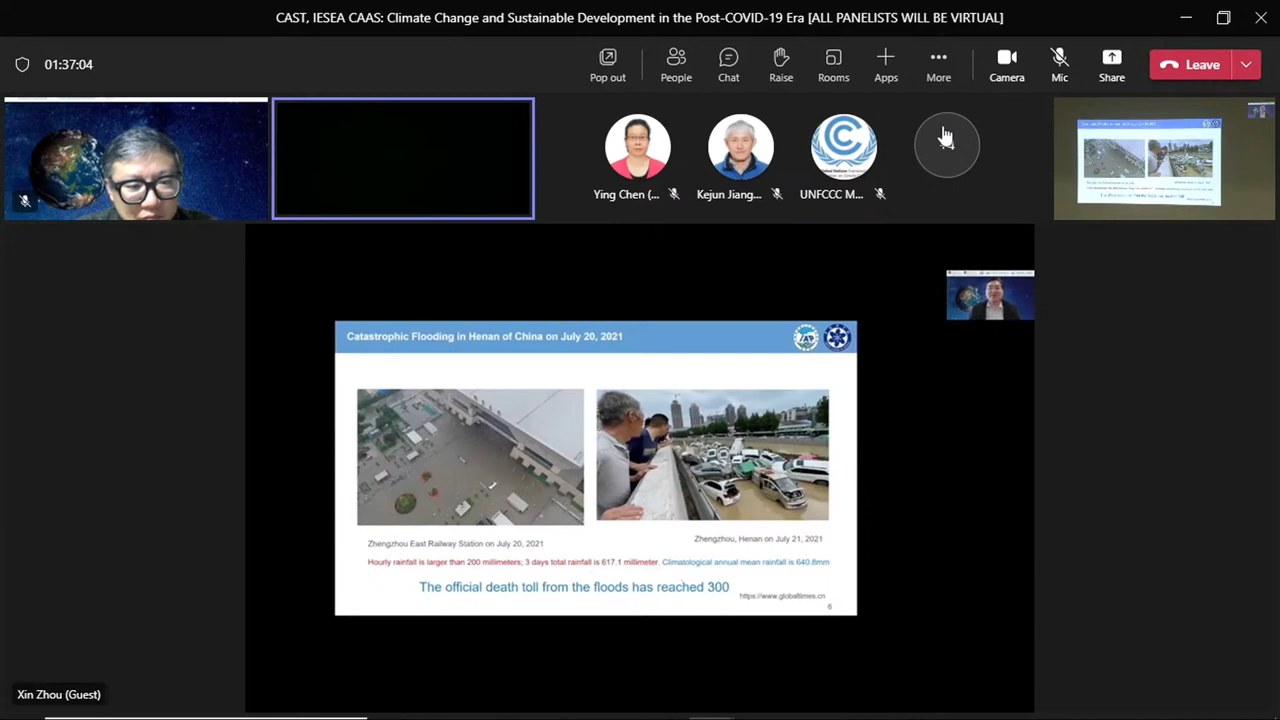 CAST, IESEA CAAS: Climate Change and Sustainable Development in the Post-COVID-19 Era [ALL PANELISTS WILL BE VIRTUAL]
01:37:04
Pop out
People
Chat
Raise
Rooms
Apps
More
Camera
Mic
Share
Leave
Ying Chen (...
Kejun Jiang...
UNFCCC M...
Catastrophic Flooding in Henan of China on July 20, 2021
Zhengzhou East Railway Station on July 20, 2021
Zhengzhou, Henan on July 21, 2021
Hourly rainfall is larger than 200 millimeters; 3 days total rainfall is 617.1 millimeter. Climatological annual mean rainfall is 640.8mm
The official death toll from the floods has reached 300
https://www.globaltimes.cn
6
Xin Zhou (Guest)